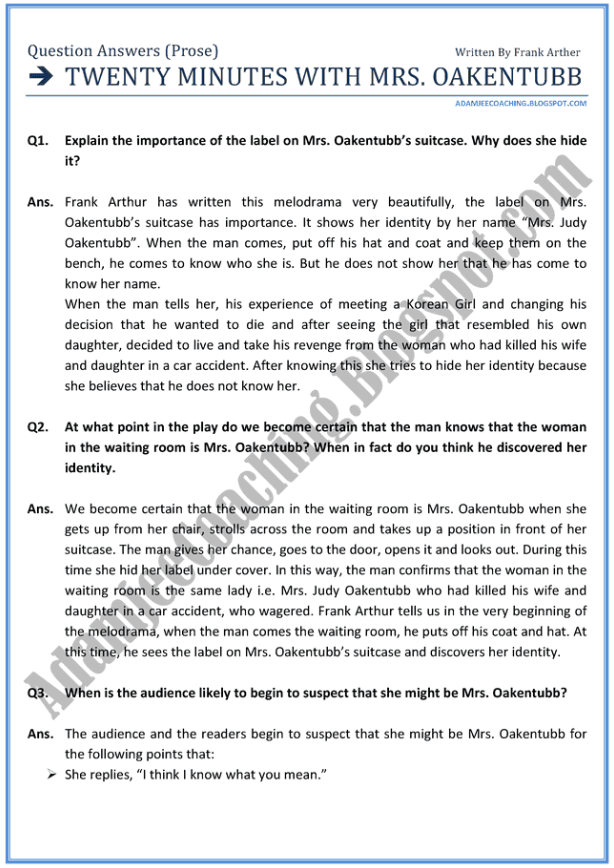 Question Answers (Prose)
Written By Frank Arther
➔ TWENTY MINUTES WITH MRS. OAKENTUBB
ADAMJEECOACHING.BLOGSPOT.COM
Q1. Explain the importance of the label on Mrs. Oakentubb's suitcase. Why does she hide
it?
Ans. Frank Arthur has written this melodrama very beautifully, the label on Mrs.
Oakentubb's suitcase has importance. It shows her identity by her name "Mrs. Judy
Oakentubb". When the man comes, put off his hat and coat and keep them on the
bench, he comes to know who she is. But he does not show her that he has come to
know her name.
When the man tells her, his experience of meeting a Korean Girl and changing his
decision that he wanted to die and after seeing the girl that resembled his own
daughter, decided to live and take his revenge from the woman who had killed his wife
and daughter in a car accident. After knowing this she tries to hide her identity because
she believes that he does not know her.
Q2. At what point in the play do we become certain that the man knows that the woman
in the waiting room is Mrs. Oakentubb? When in fact do you think he discovered her
identity.
Ans. We become certain that the woman in the waiting room is Mrs. Oakentubb when she
gets up from her chair, strolls across the room and takes up a position in front of her
suitcase. The man gives her chance, goes to the door, opens it and looks out. During this
time she hid her label under cover. In this way, the man confirms that the woman in the
waiting room is the same lady i.e. Mrs. Judy Oakentubb who had killed his wife and
daughter in a car accident, who wagered. Frank Arthur tells us in the very beginning of
the melodrama, when the man comes the waiting room, he puts off his coat and hat. At
this time, he sees the label on Mrs. Oakentubb's suitcase and discovers her identity.
Q3. When is the audience likely to begin to suspect that she might be Mrs. Oakentubb?
Ans. The audience and the readers begin to suspect that she might be Mrs. Oakentubb for
the following points that:
➢ She replies, "I think I know what you mean."
Adamjeecoaching.Blogspot.com